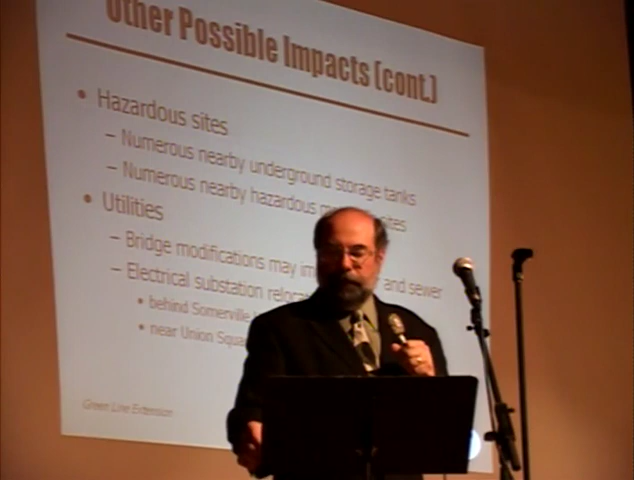 Other Possible Impacts (cont.)
• Hazardous sites
– Numerous nearby underground storage tanks
– Numerous nearby hazardous sites
• Utilities
– Bridge modifications may and sewer
– Electrical substation
• behind Somerville
• near Union
Green Line Extension